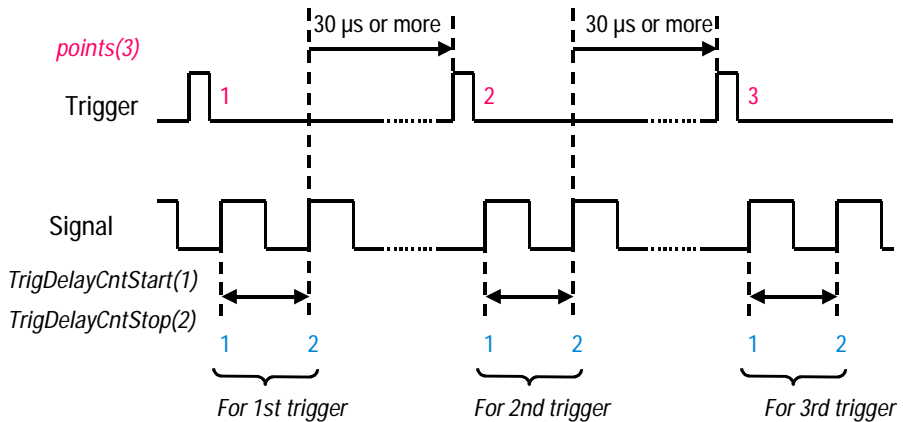 30 µs or more 30 µs or more
points(3)
Trigger 1 2 3
Signal
TrigDelayCntStart(1)
TrigDelayCntStop(2)
1 2 1 2 1 2
For 1st trigger For 2nd trigger For 3rd trigger